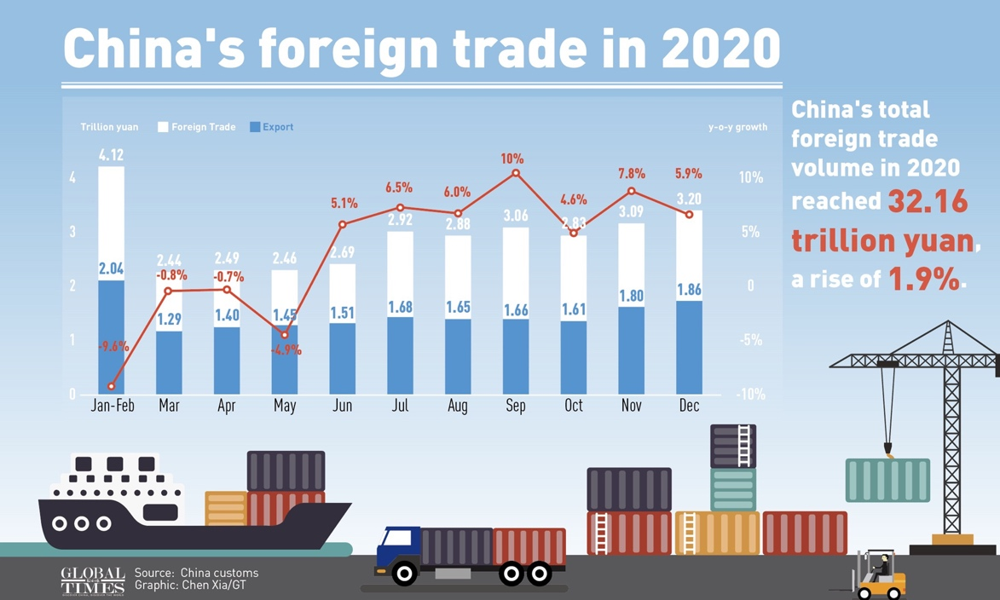 China's foreign trade in 2020
Trillion yuan Foreign Trade Export y-o-y growth
China's total
foreign trade
volume in 2020
reached 32.16
trillion yuan,
a rise of 1.9%.
4
3
2
1
0
10%
5%
0
-5%
-10%
4.12 2.44 2.49 2.46 2.69 2.92 2.88 3.06 2.83 3.09 3.20
2.04 1.29 1.40 1.45 1.51 1.68 1.65 1.66 1.61 1.80 1.86
-9.6% -0.8% -0.7% -4.9% 5.1% 6.5% 6.0% 10% 4.6% 7.8% 5.9%
Jan-Feb Mar Apr May Jun Jul Aug Sep Oct Nov Dec
GLOBAL
TIMES
Source: China customs
Graphic: Chen Xia/GT